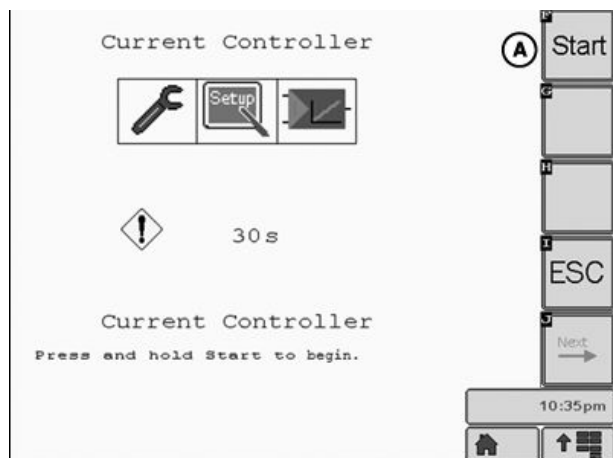 Current Controller
Setup
30s
Current Controller
Press and hold Start to begin.
A
F
Start
G
H
I
ESC
J
Next
10:35pm